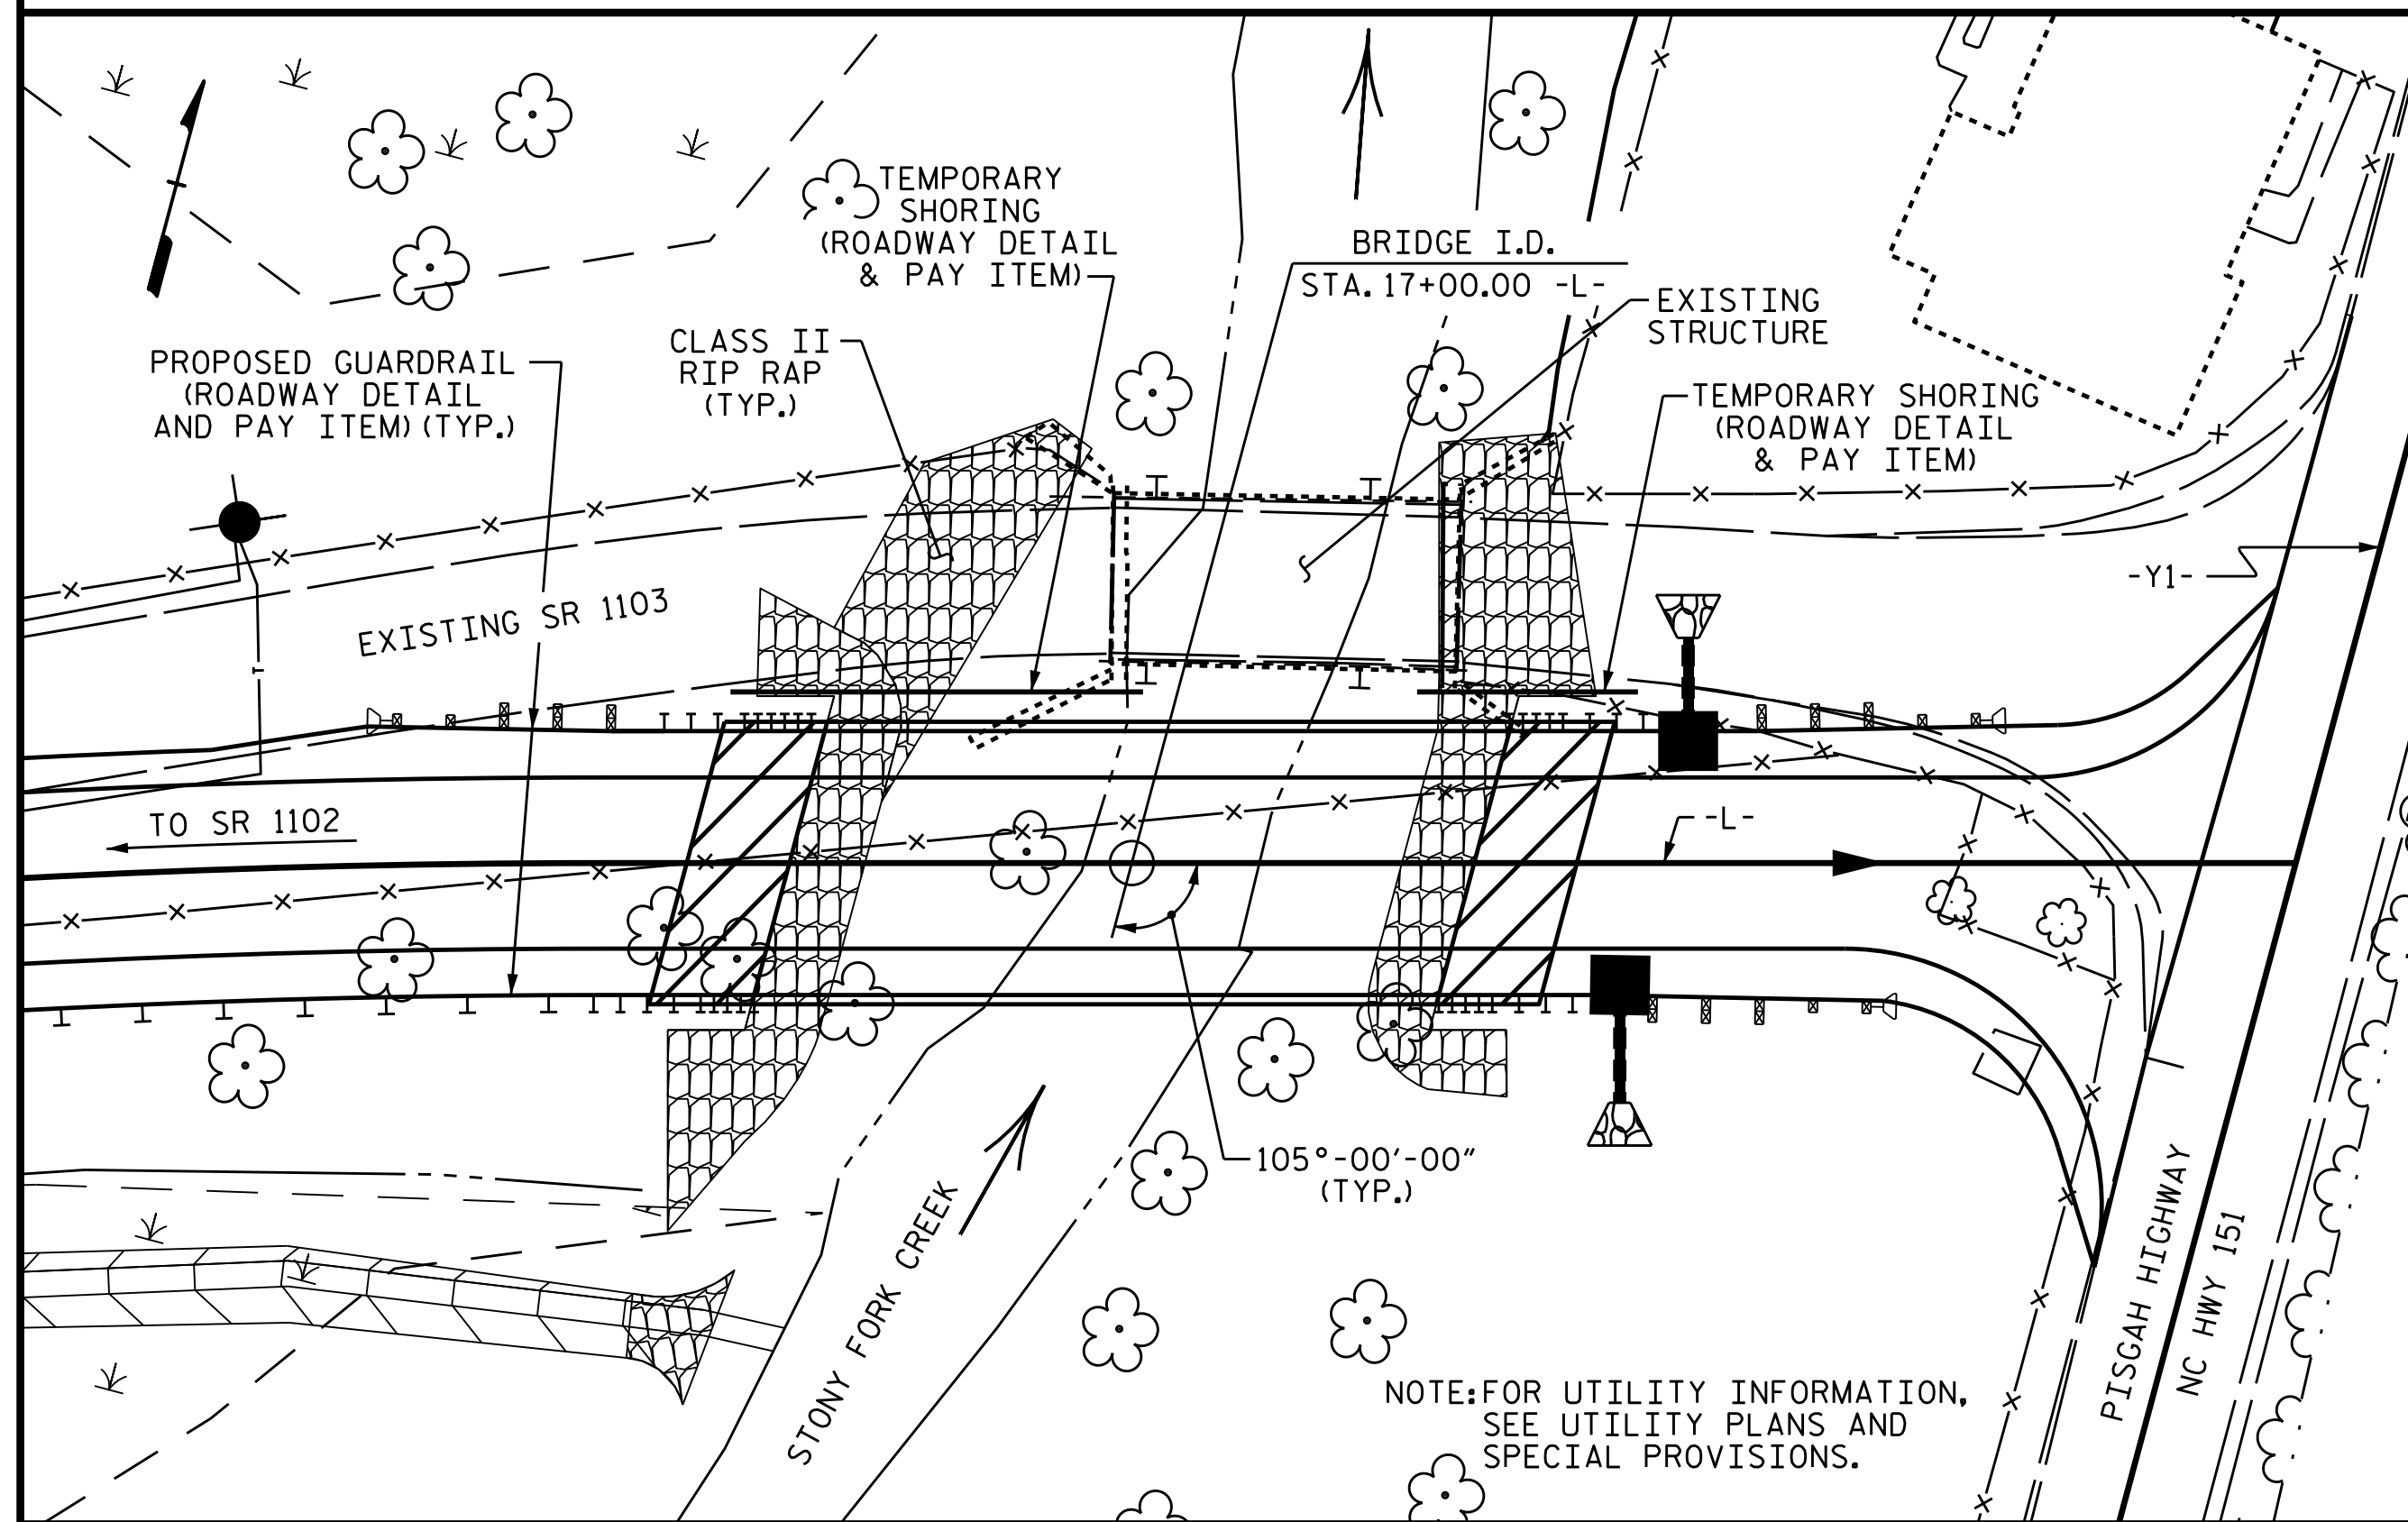 TEMPORARY
SHORING
(ROADWAY DETAIL
& PAY ITEM)
BRIDGE I.D.
STA. 17+00.00 -L-
EXISTING
STRUCTURE
CLASS II
RIP RAP
(TYP.)
PROPOSED GUARDRAIL
(ROADWAY DETAIL
AND PAY ITEM) (TYP.)
TEMPORARY SHORING
(ROADWAY DETAIL
& PAY ITEM)
-Y1-
EXISTING SR 1103
TO SR 1102
-L-
105°-00'-00"
(TYP.)
STONY FORK CREEK
PISGAH HIGHWAY
NC HWY 151
NOTE: FOR UTILITY INFORMATION,
SEE UTILITY PLANS AND
SPECIAL PROVISIONS.